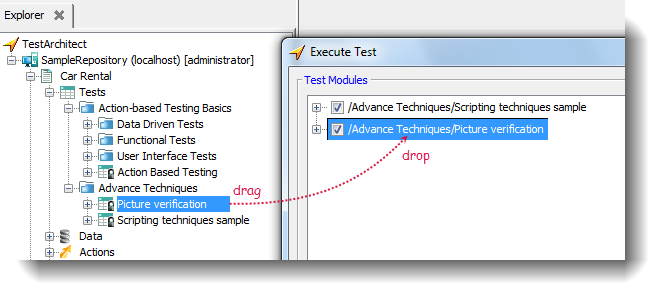 Explorer
TestArchitect
SampleRepository (localhost) [administrator]
Car Rental
Tests
Action-based Testing Basics
Data Driven Tests
Functional Tests
User Interface Tests
Action Based Testing
Advance Techniques
Picture verification
Scripting techniques sample
Data
Actions
drag
Execute Test
Test Modules
/Advance Techniques/Scripting techniques sample
/Advance Techniques/Picture verification
drop